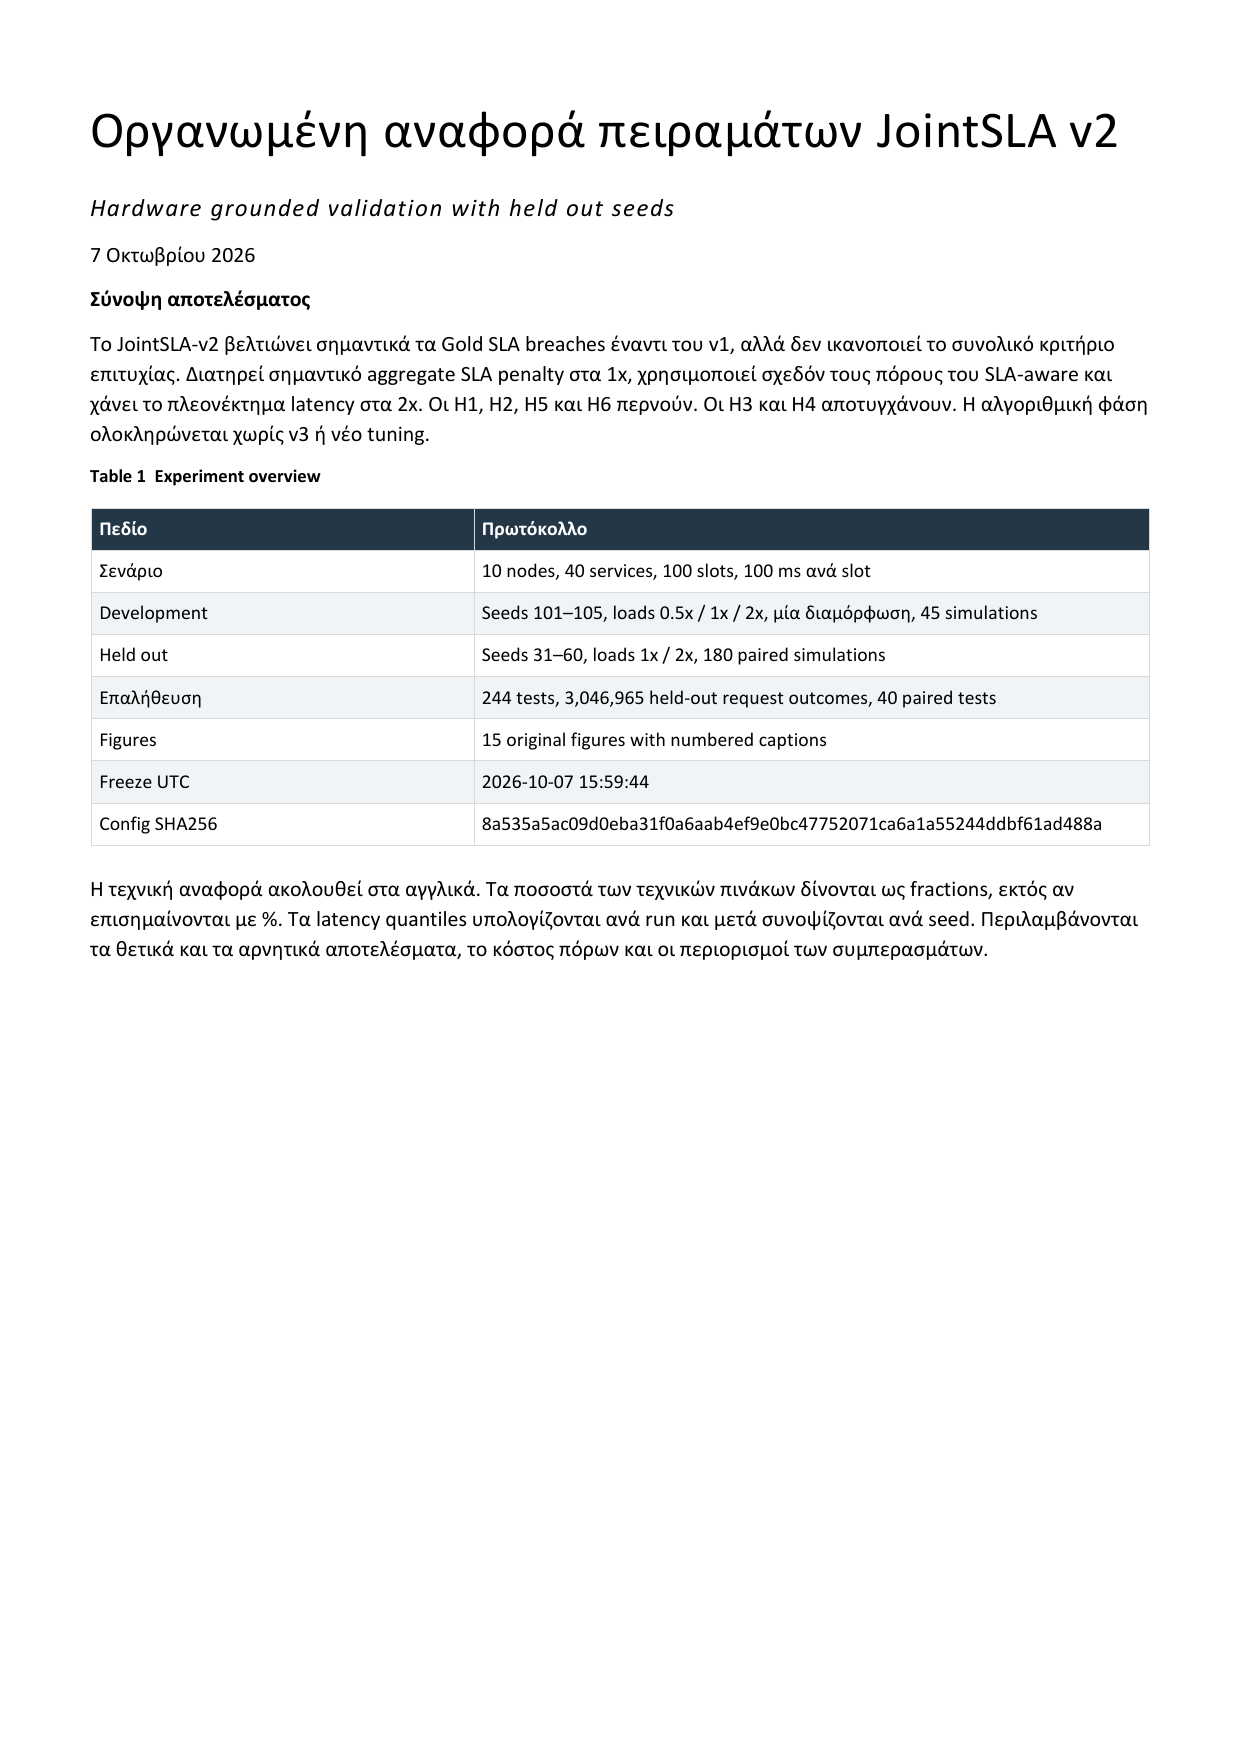 Οργανωμένη αναφορά πειραμάτων JointSLA v2
Hardware grounded validation with held out seeds
7 Οκτωβρίου 2026
Σύνοψη αποτελέσματος
Το JointSLA-v2 βελτιώνει σημαντικά τα Gold SLA breaches έναντι του v1, αλλά δεν ικανοποιεί το συνολικό κριτήριο
επιτυχίας. Διατηρεί σημαντικό aggregate SLA penalty στα 1x, χρησιμοποιεί σχεδόν τους πόρους του SLA-aware και
χάνει το πλεονέκτημα latency στα 2x. Οι H1, H2, H5 και H6 περνούν. Οι H3 και H4 αποτυγχάνουν. Η αλγοριθμική φάση
ολοκληρώνεται χωρίς v3 ή νέο tuning.
Table 1  Experiment overview
Πεδίο Πρωτόκολλο
Σενάριο 10 nodes, 40 services, 100 slots, 100 ms ανά slot
Development Seeds 101–105, loads 0.5x / 1x / 2x, μία διαμόρφωση, 45 simulations
Held out Seeds 31–60, loads 1x / 2x, 180 paired simulations
Επαλήθευση 244 tests, 3,046,965 held-out request outcomes, 40 paired tests
Figures 15 original figures with numbered captions
Freeze UTC 2026-10-07 15:59:44
Config SHA256 8a535a5ac09d0eba31f0a6aab4ef9e0bc47752071ca6a1a55244ddbf61ad488a
Η τεχνική αναφορά ακολουθεί στα αγγλικά. Τα ποσοστά των τεχνικών πινάκων δίνονται ως fractions, εκτός αν
επισημαίνονται με %. Τα latency quantiles υπολογίζονται ανά run και μετά συνοψίζονται ανά seed. Περιλαμβάνονται
τα θετικά και τα αρνητικά αποτελέσματα, το κόστος πόρων και οι περιορισμοί των συμπερασμάτων.